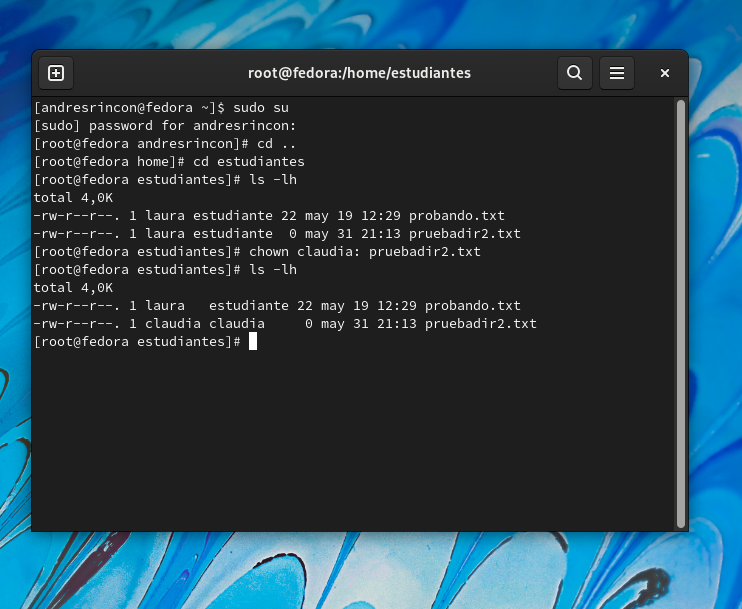 root@fedora:/home/estudiantes
[andresrincon@fedora ~]$ sudo su
[sudo] password for andresrincon:
[root@fedora andresrincon]# cd ..
[root@fedora home]# cd estudiantes
[root@fedora estudiantes]# ls -lh
total 4,0K
-rw-r--r--. 1 laura estudiante 22 may 19 12:29 probando.txt
-rw-r--r--. 1 laura estudiante  0 may 31 21:13 pruebadir2.txt
[root@fedora estudiantes]# chown claudia: pruebadir2.txt
[root@fedora estudiantes]# ls -lh
total 4,0K
-rw-r--r--. 1 laura   estudiante 22 may 19 12:29 probando.txt
-rw-r--r--. 1 claudia claudia     0 may 31 21:13 pruebadir2.txt
[root@fedora estudiantes]#